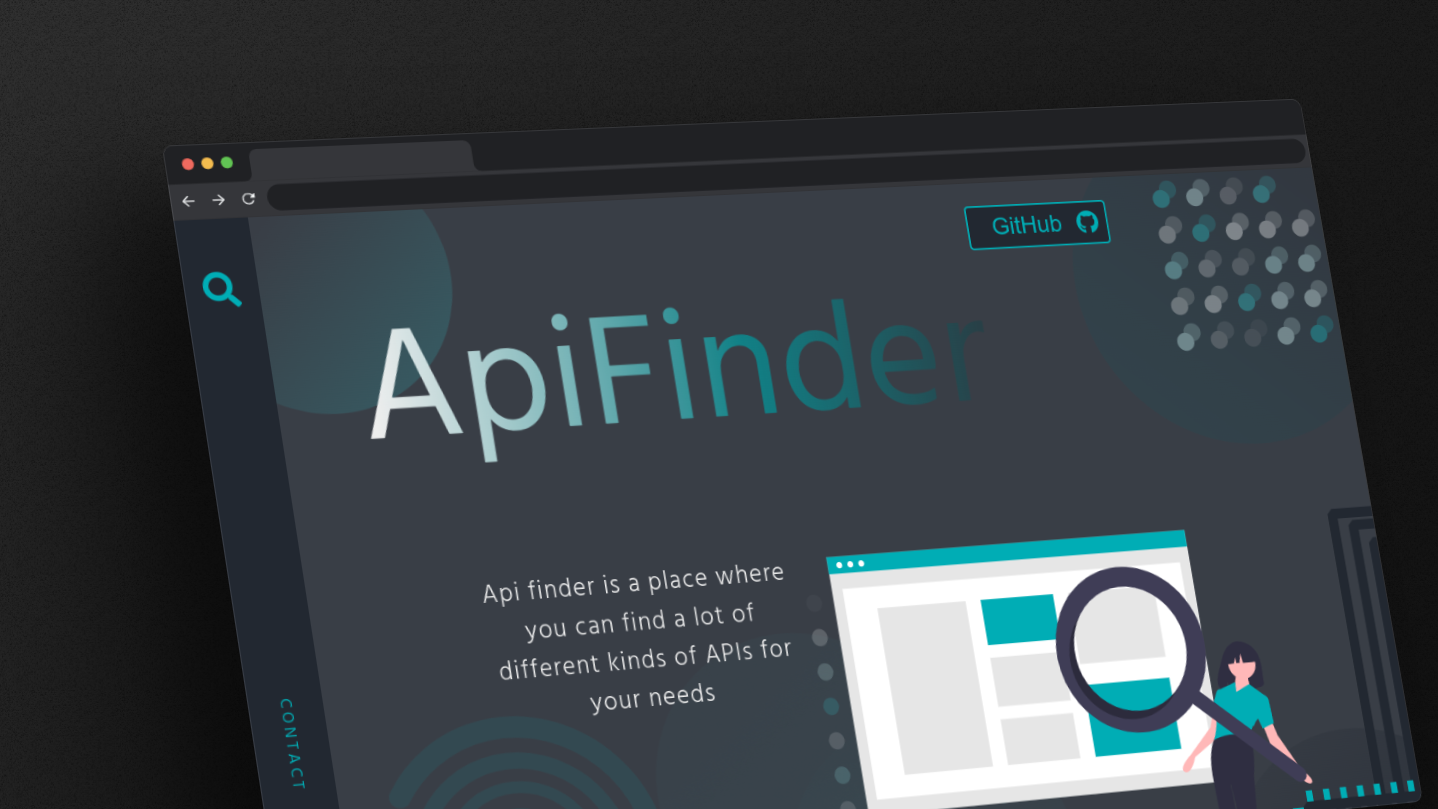 GitHub
ApiFinder
Api finder is a place where
you can find a lot of
different kinds of APIs for
your needs
CONTACT